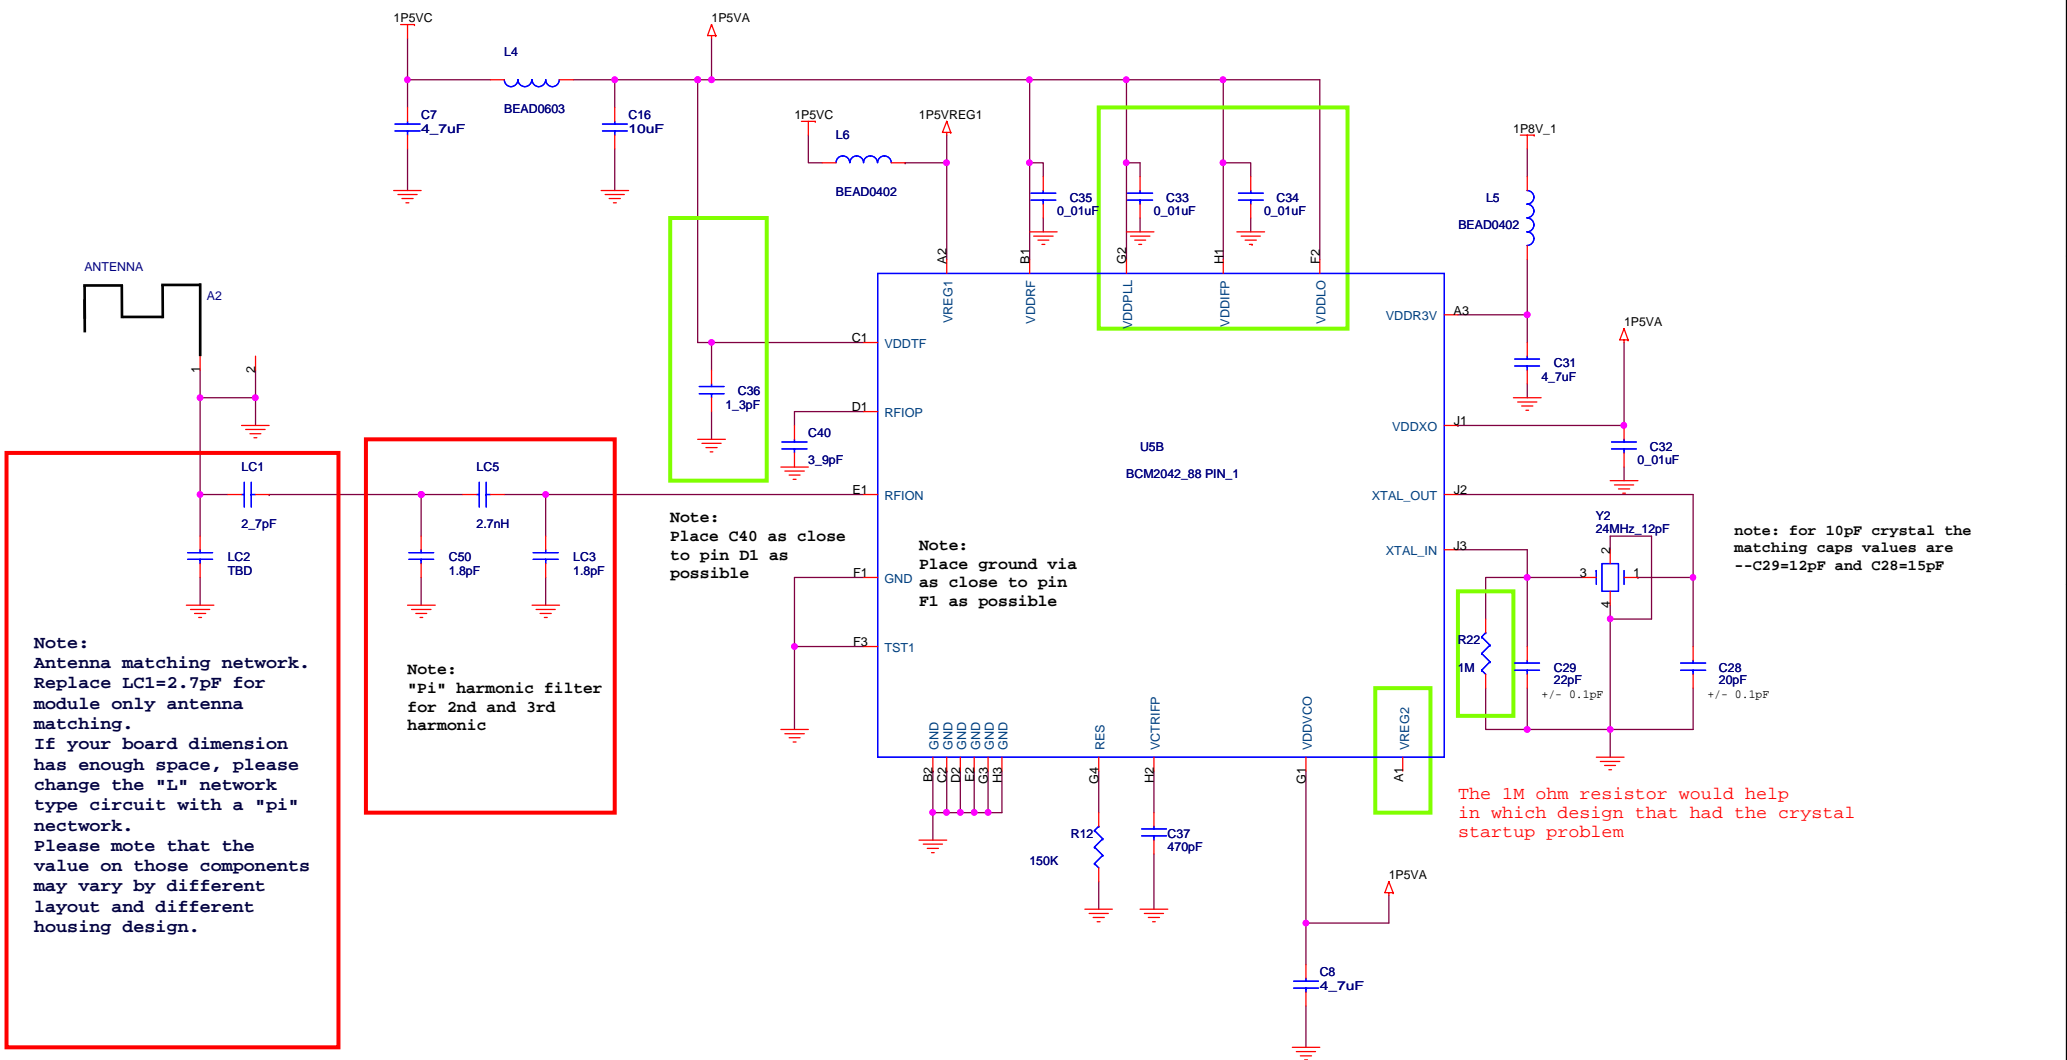 1P5VC
1P5VA
L4
BEAD0603
C7
4_7uF
C16
10uF
1P5VC
1P5VREG1
L6
BEAD0402
C35
0_01uF
C33
0_01uF
C34
0_01uF
1P8V_1
L5
BEAD0402
ANTENNA
A2
1
2
A2
B1
G2
H1
F2
VREG1
VDDRF
VDDPLL
VDDIFP
VDDLO
VDDR3V
A3
1P5VA
C31
4_7uF
C1
VDDTF
C36
1_3pF
D1
RFIOP
C40
3_9pF
VDDXO
J1
C32
0_01uF
U5B
BCM2042_88 PIN_1
LC1
2_7pF
LC2
TBD
LC5
2.7nH
C50
1.8pF
LC3
1.8pF
E1
RFION
XTAL_OUT
J2
XTAL_IN
J3
Y2
24MHz_12pF
2
3
1
4
note: for 10pF crystal the
matching caps values are
--C29=12pF and C28=15pF
Note:
Place C40 as close
to pin D1 as
possible
Note:
Place ground via
as close to pin
F1 as possible
F1
GND
F3
TST1
R22
1M
C29
22pF
+/- 0.1pF
C28
20pF
+/- 0.1pF
Note:
Antenna matching network.
Replace LC1=2.7pF for
module only antenna
matching.
If your board dimension
has enough space, please
change the "L" network
type circuit with a "pi"
nectwork.
Please mote that the
value on those components
may vary by different
layout and different
housing design.
Note:
"Pi" harmonic filter
for 2nd and 3rd
harmonic
GND
GND
GND
GND
GND
GND
RES
VCTRIFP
VDDVCO
VREG2
B2
C2
D2
E2
G3
H3
G4
H2
G1
A1
The 1M ohm resistor would help
in which design that had the crystal
startup problem
R12
150K
C37
470pF
1P5VA
C8
4_7uF